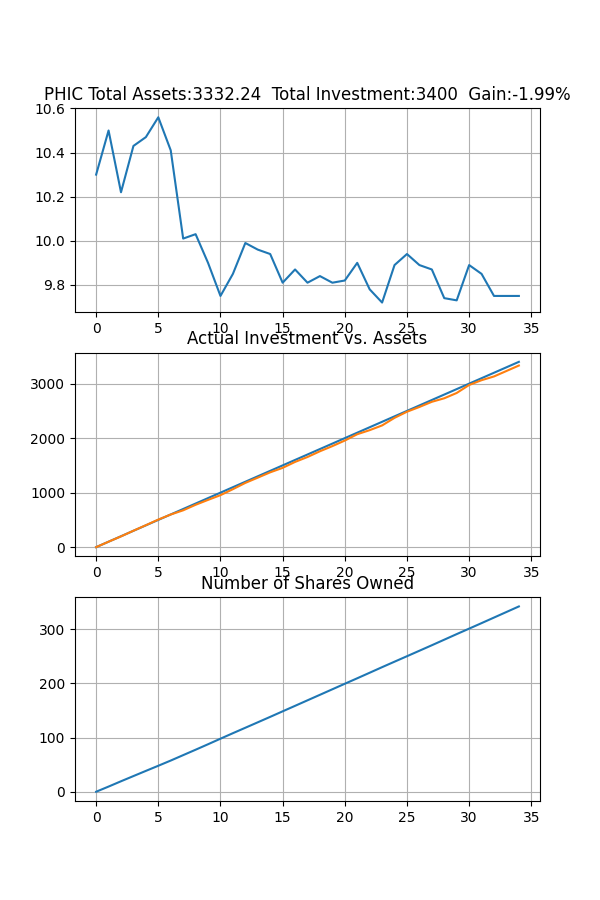 PHIC Total Assets:3332.24  Total Investment:3400  Gain:-1.99%
10.6
10.4
10.2
10.0
9.8
0 5 10 15 20 25 30 35
Actual Investment vs. Assets
3000
2000
1000
0
0 5 10 15 20 25 30 35
Number of Shares Owned
300
200
100
0
0 5 10 15 20 25 30 35